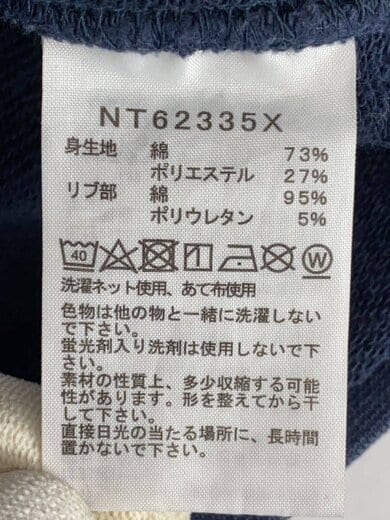 NT62335X
身生地 綿 73%
ポリエステル 27%
リブ部 綿 95%
ポリウレタン 5%
40 W
洗濯ネット使用、あて布使用
色物は他の物と一緒に洗濯しない
で下さい。
蛍光剤入り洗剤は使用しないで下
さい。
素材の性質上、多少収縮する可能
性があります。形を整えてから干
して下さい。
直接日光の当たる場所に、長時間
置かないで下さい。